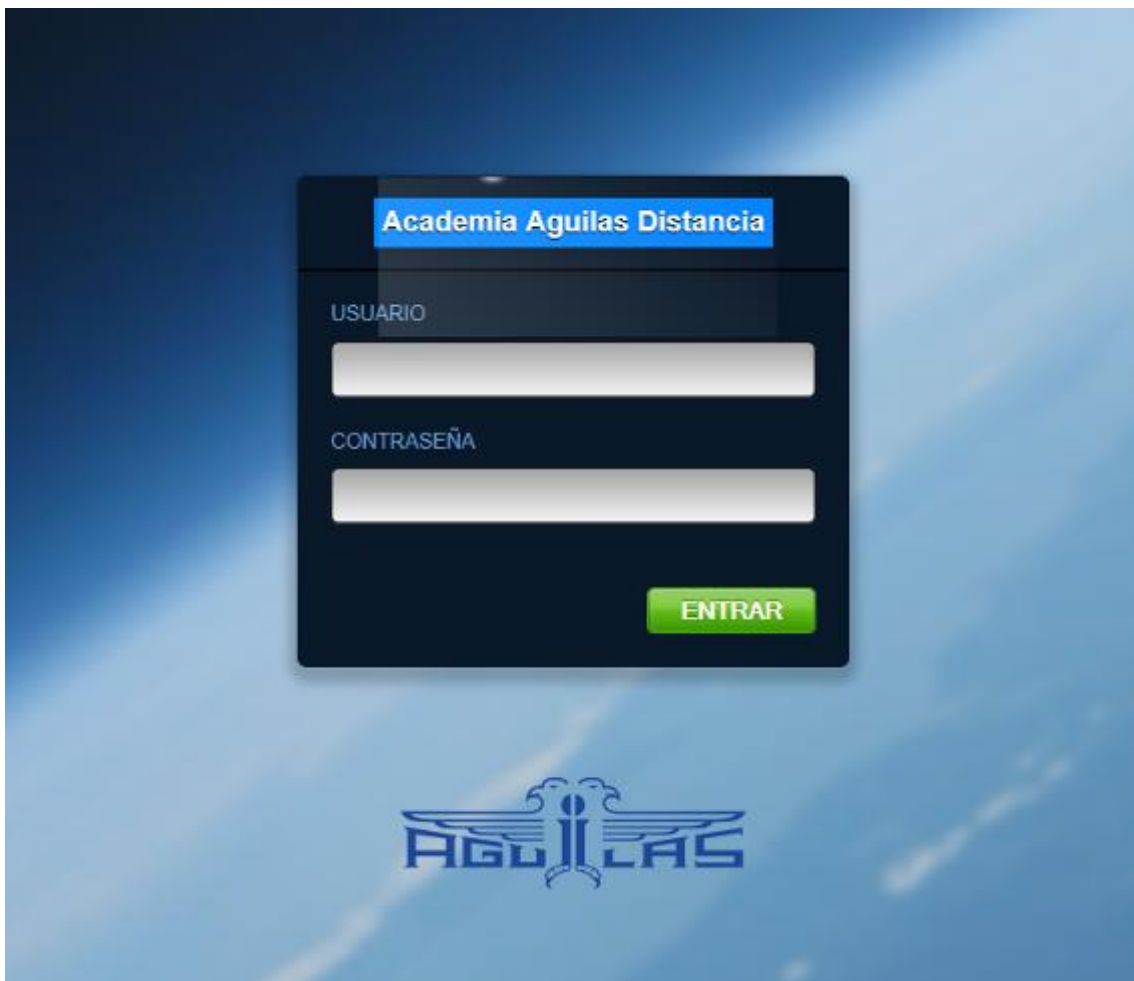 Academia Aguilas Distancia
USUARIO
CONTRASEÑA
ENTRAR
AGUILAS